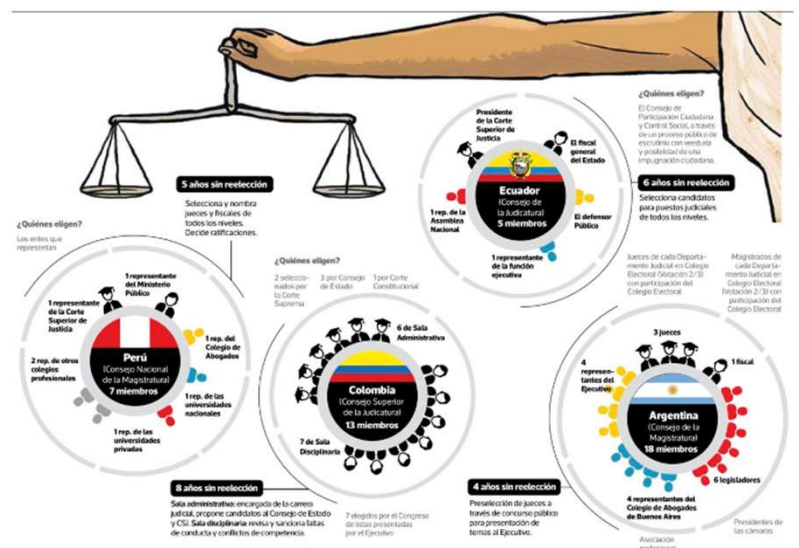 ¿Quiénes eligen?
El Consejo de
Participación Ciudadana
y Control Social, a través
de un proceso público de
escrutinio con veeduría
y posibilidad de una
impugnación ciudadana.
Presidente
de la Corte
Superior de
Justicia
El fiscal
general
del Estado
Ecuador
(Consejo de
la Judicatura)
5 miembros
1 rep. de la
Asamblea
Nacional
El defensor
Público
1 representante
de la función
ejecutiva
6 años sin reelección
Selecciona candidatos
para puestos judiciales
de todos los niveles.
5 años sin reelección
Selecciona y nombra
jueces y fiscales de
todos los niveles.
Decide ratificaciones.
¿Quiénes eligen?
Los entes que
representan
1 representante
del Ministerio
Público
1 representante
de la Corte
Superior de
Justicia
1 rep. del
Colegio de
Abogados
Perú
(Consejo Nacional
de la Magistratura)
7 miembros
2 rep. de otros
colegios
profesionales
1 rep. de las
universidades
nacionales
1 rep. de las
universidades
privadas
¿Quiénes eligen?
2 seleccio-
nados por
la Corte
Suprema
3 por Consejo
de Estado
1 por Corte
Constitucional
6 de Sala
Administrativa
Colombia
(Consejo Superior
de la Judicatura)
13 miembros
7 de Sala
Disciplinaria
8 años sin reelección
Sala administrativa: encargada de la carrera
judicial, propone candidatos al Consejo de Estado
y CSJ. Sala disciplinaria: revisa y sanciona faltas
de conducta y conflictos de competencia.
7 elegidos por el Congreso
de listas presentadas
por el Ejecutivo.
Jueces de cada Departa-
mento Judicial en Colegio
Electoral (Votación 2/3)
con participación del
Colegio Electoral
Magistrados de
cada Departa-
mento Judicial
en Colegio
Electoral
(Votación 2/3) con
participación del
Colegio Electoral
3 jueces
1 fiscal
4
represen-
tantes del
Ejecutivo
Argentina
(Consejo de la
Magistratura)
18 miembros
6 legisladores
4 representantes del
Colegio de Abogados
de Buenos Aires
4 años sin reelección
Preselección de jueces a
través de concurso público
para presentación de
ternas al Ejecutivo.
Presidentes de
las cámaras
Asociación